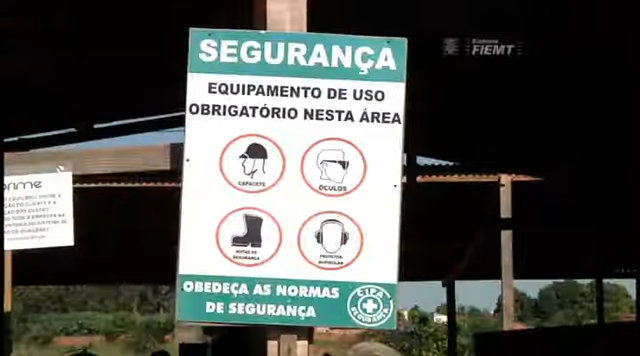 SEGURANÇA
EQUIPAMENTO DE USO
OBRIGATÓRIO NESTA ÁREA
CAPACETE
ÓCULOS
BOTAS DE
SEGURANÇA
PROTETOR
AURICULAR
OBEDEÇA AS NORMAS
DE SEGURANÇA
CIPA
SEGURANÇA
Sistema
FIEMT